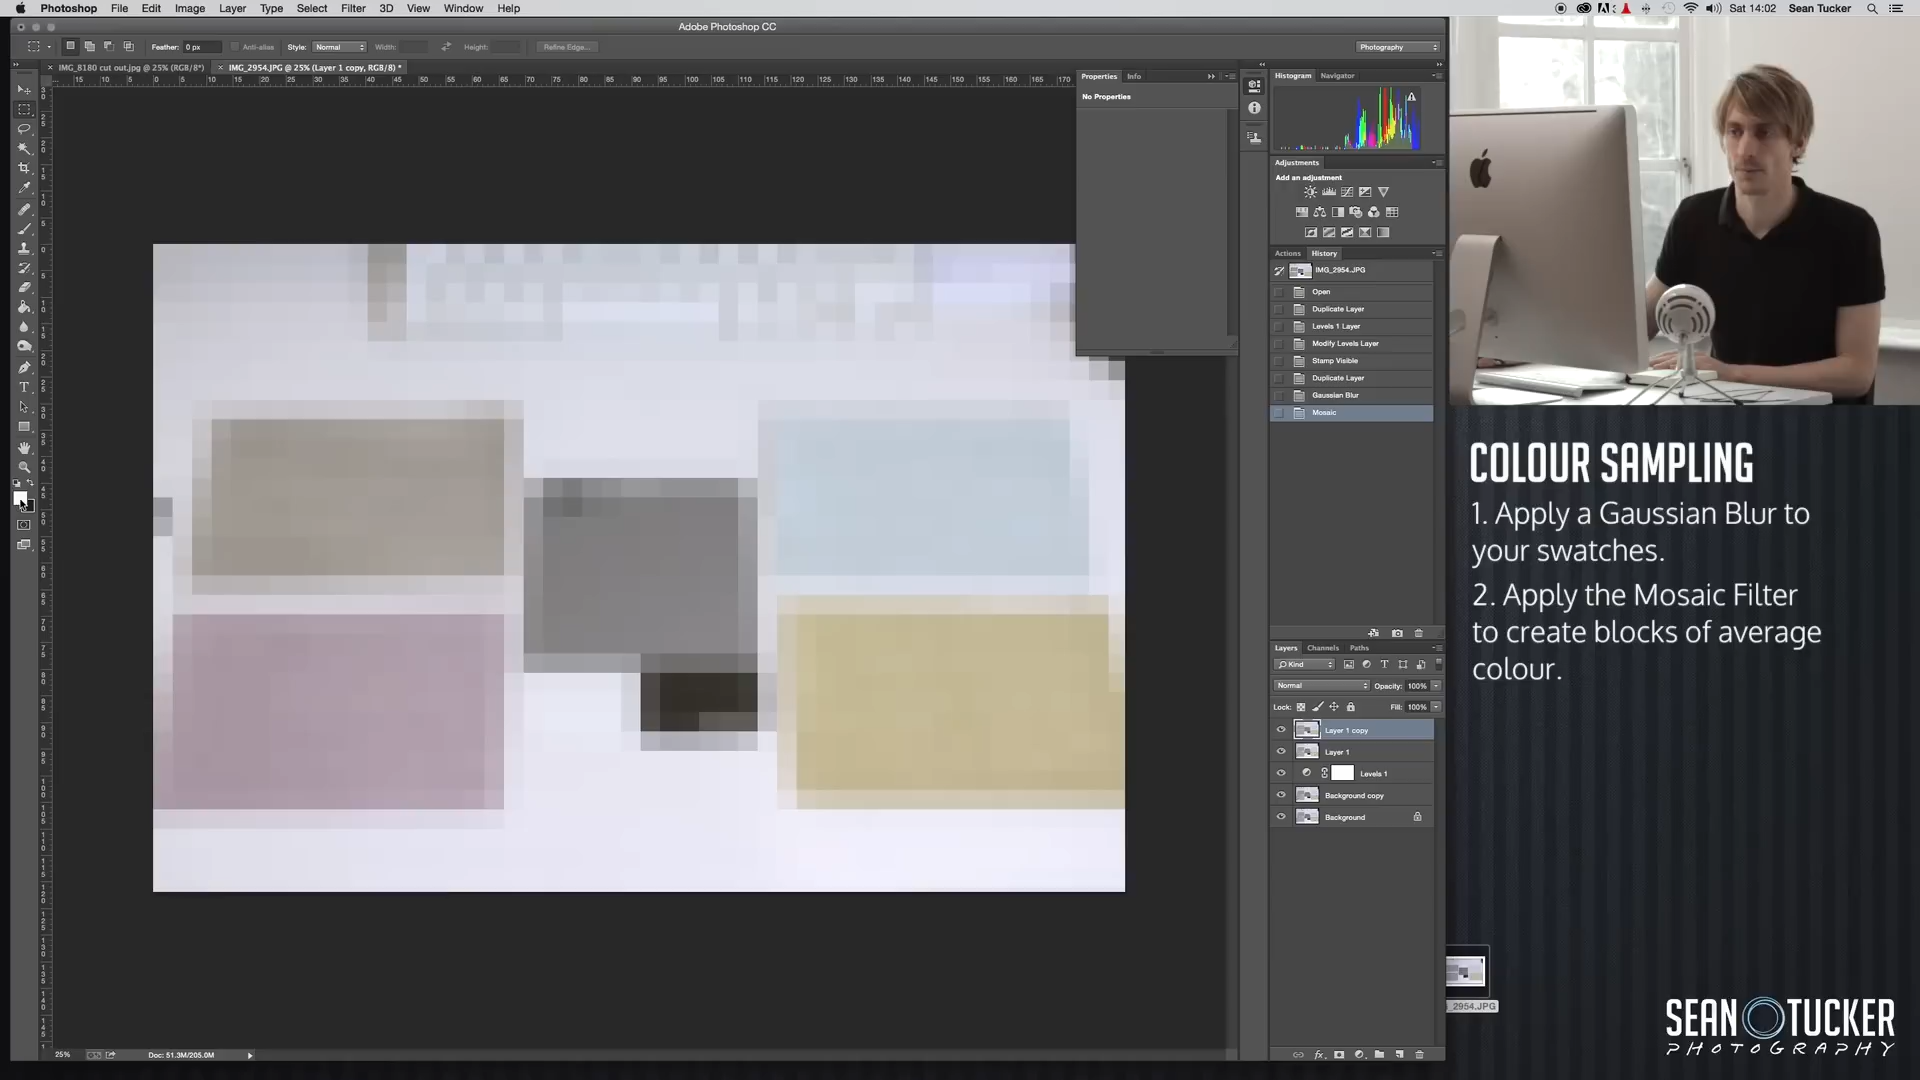 Photoshop File Edit Image Layer Type Select Filter 3D View Window Help Sat 14:02 Sean Tucker
Adobe Photoshop CC
Feather: 0 px Anti-alias Style: Normal Width: Height: Refine Edge... Photography
IMG_8180 cut out.jpg @ 25% (RGB/8*) IMG_2954.JPG @ 25% (Layer 1 copy, RGB/8) *
Properties Info
No Properties
Histogram Navigator
Adjustments
Add an adjustment
Actions History
IMG_2954.JPG
Open
Duplicate Layer
Levels 1 Layer
Modify Levels Layer
Stamp Visible
Duplicate Layer
Gaussian Blur
Mosaic
Layers Channels Paths
Kind
Normal Opacity: 100%
Lock: Fill: 100%
Layer 1 copy
Layer 1
Levels 1
Background copy
Background
25% Doc: 51.3M/205.0M
COLOUR SAMPLING
1. Apply a Gaussian Blur to
your swatches.
2. Apply the Mosaic Filter
to create blocks of average
colour.
_2954.JPG
SEAN TUCKER
PHOTOGRAPHY